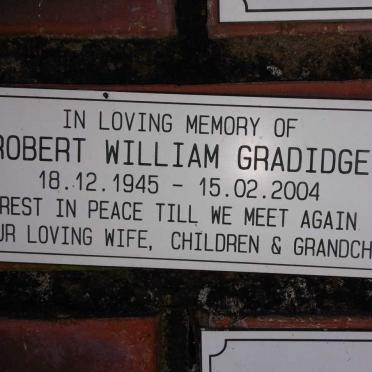 IN LOVING MEMORY OF
ROBERT WILLIAM GRADIDGE
18.12.1945 - 15.02.2004
REST IN PEACE TILL WE MEET AGAIN
UR LOVING WIFE, CHILDREN & GRANDCH